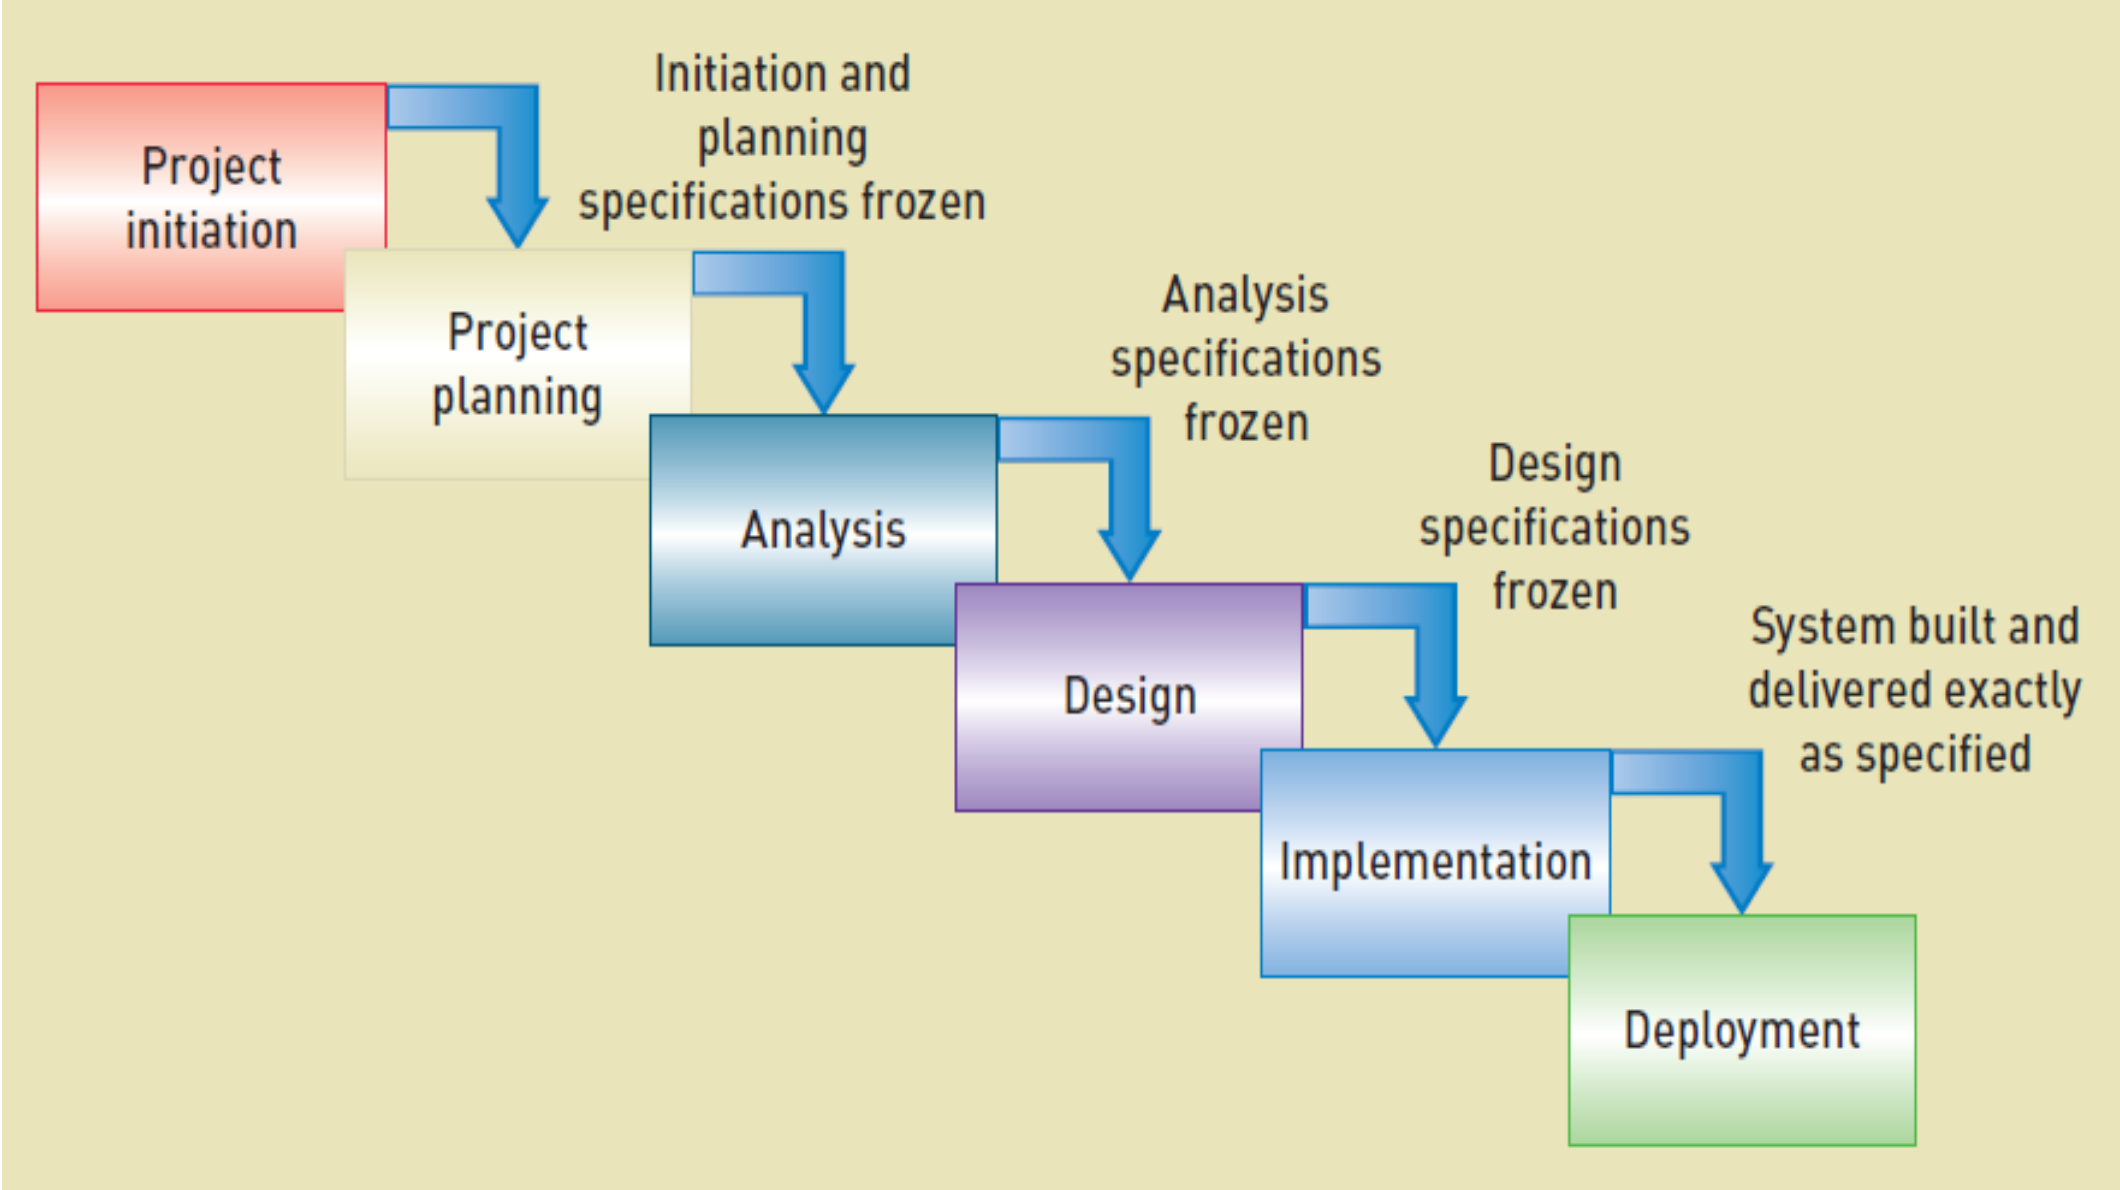 Project
initiation
Initiation and
planning
specifications frozen
Project
planning
Analysis
specifications
frozen
Analysis
Design
specifications
frozen
Design
System built and
delivered exactly
as specified
Implementation
Deployment